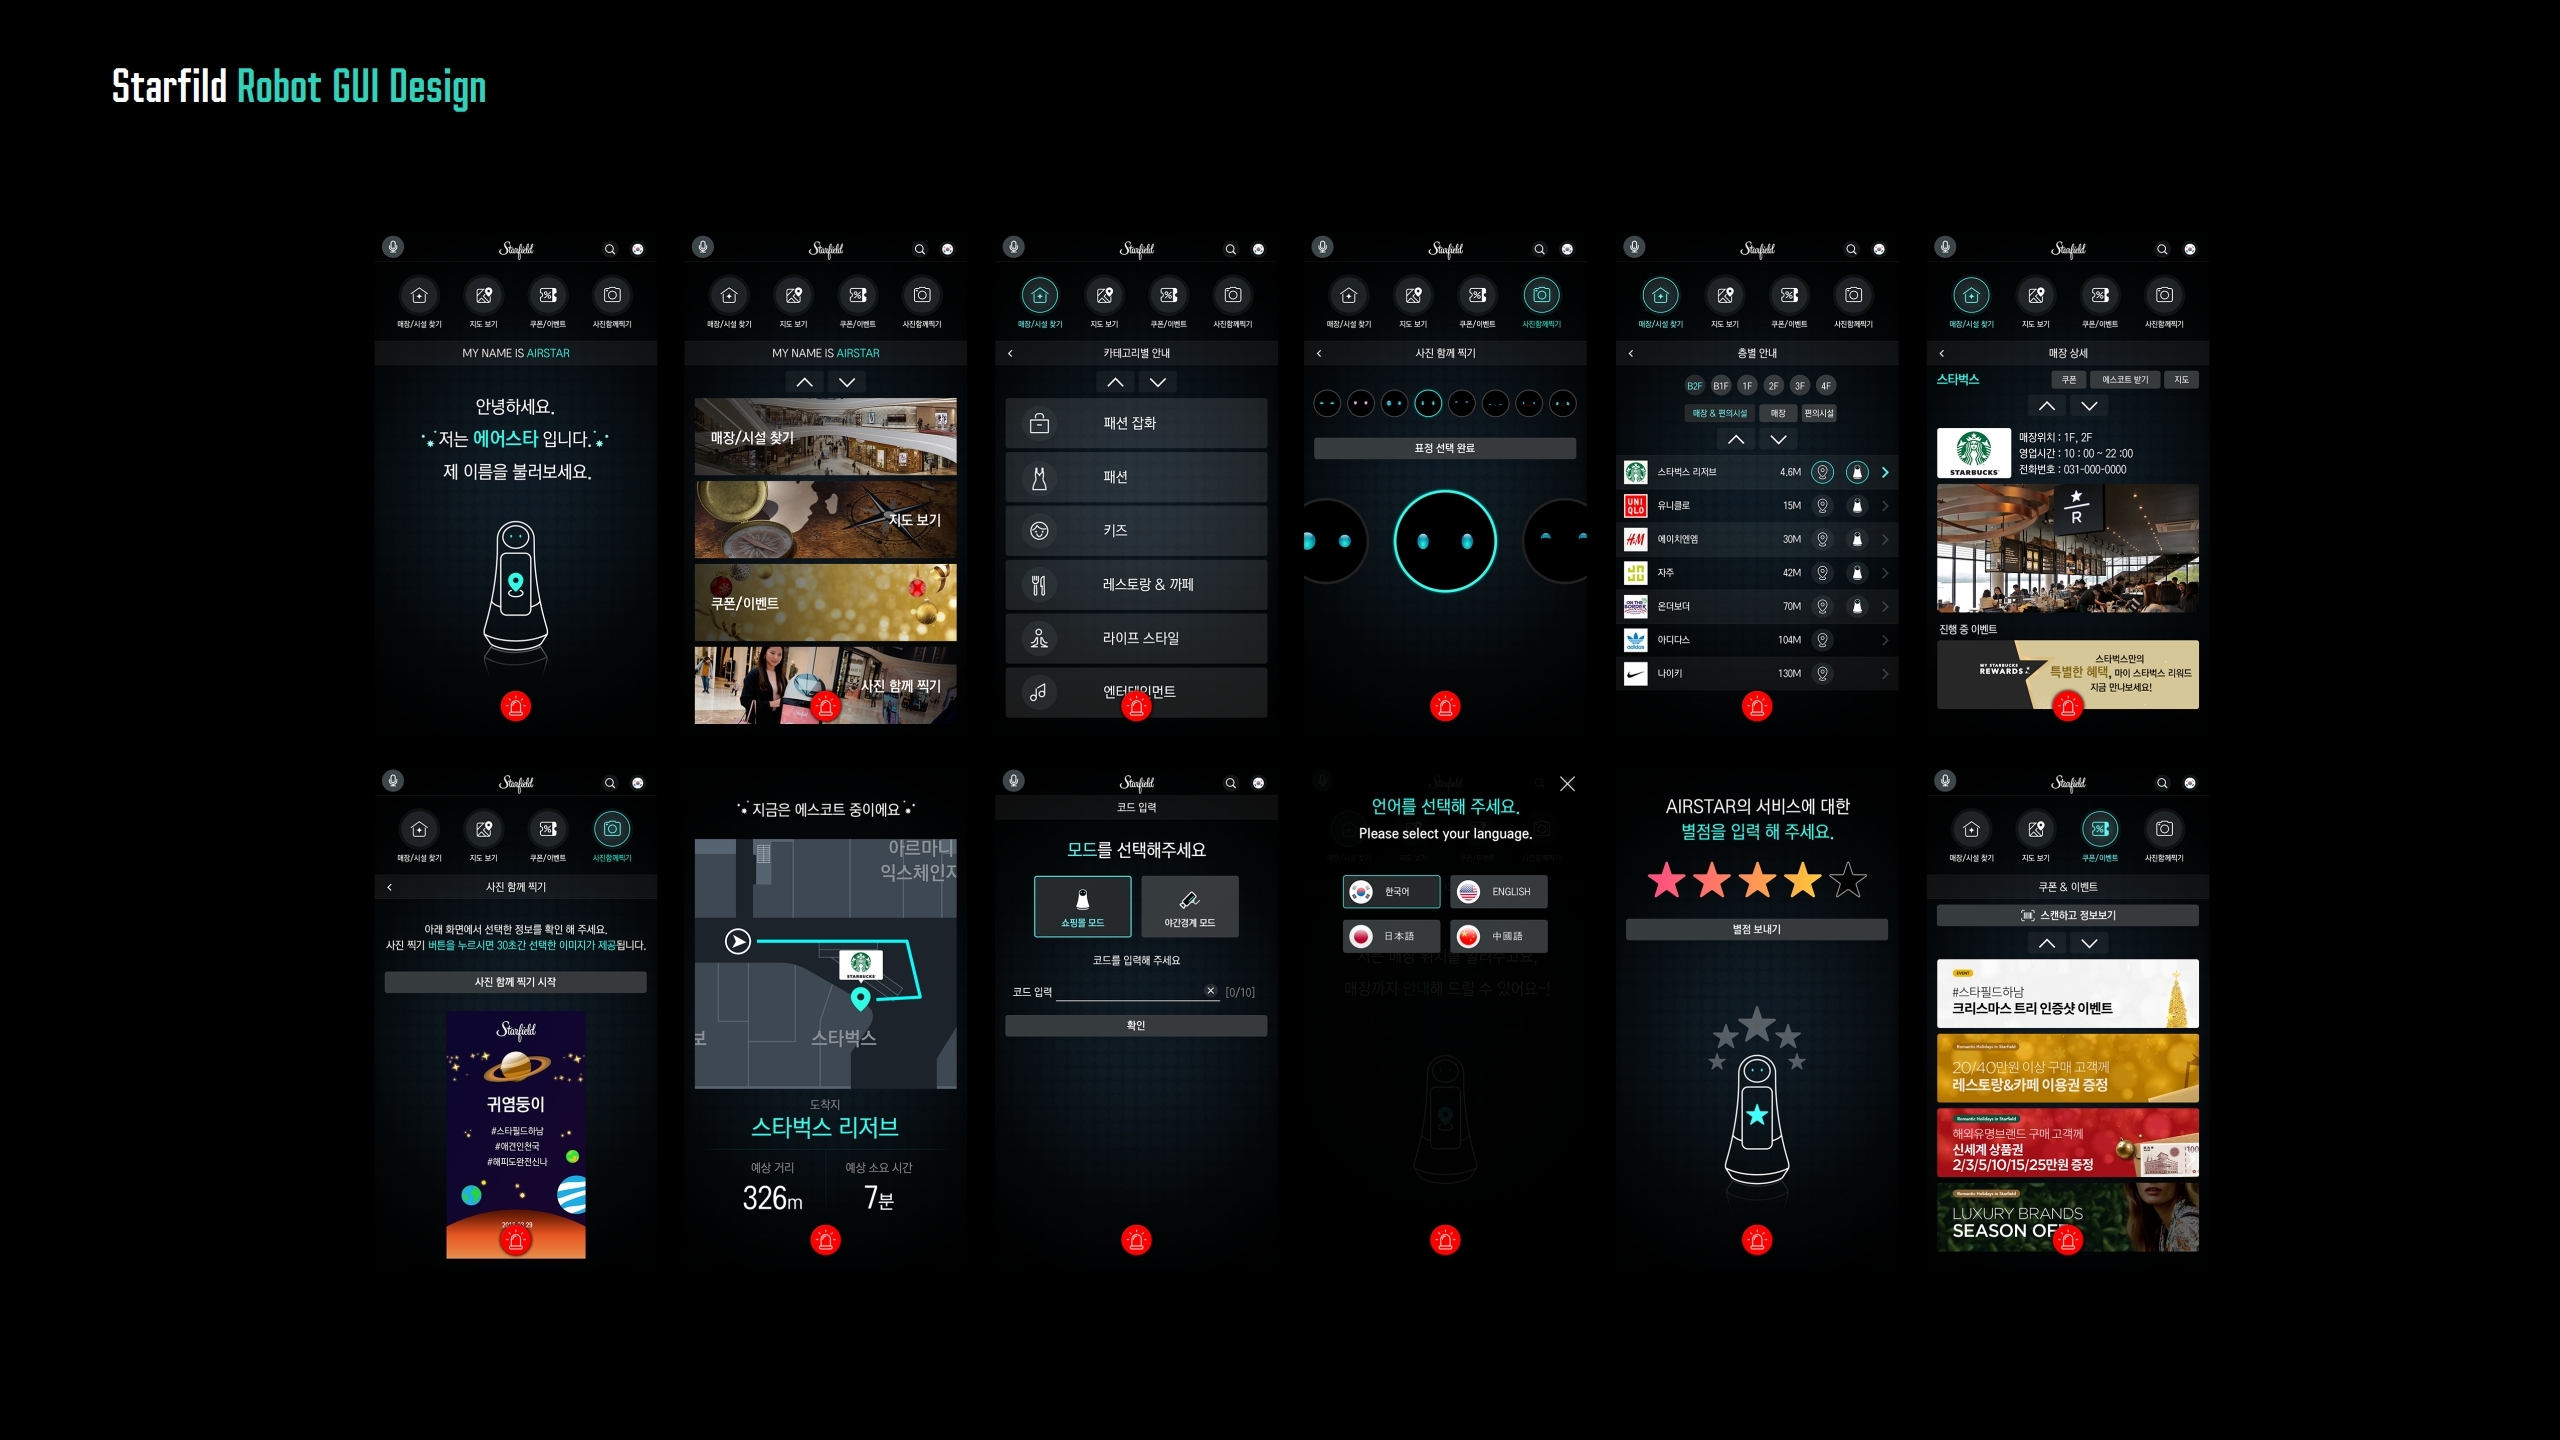 Starfild Robot GUI Design
Starfield
매장/시설 찾기
지도 보기
쿠폰/이벤트
사진함께찍기
MY NAME IS AIRSTAR
안녕하세요.
저는 에어스타 입니다.
제 이름을 불러보세요.
Starfield
매장/시설 찾기
지도 보기
쿠폰/이벤트
사진함께찍기
MY NAME IS AIRSTAR
매장/시설 찾기
지도 보기
쿠폰/이벤트
사진 함께 찍기
Starfield
매장/시설 찾기
지도 보기
쿠폰/이벤트
사진함께찍기
카테고리별 안내
패션 잡화
패션
키즈
레스토랑 & 까페
라이프 스타일
엔터테인먼트
Starfield
매장/시설 찾기
지도 보기
쿠폰/이벤트
사진함께찍기
사진 함께 찍기
표정 선택 완료
Starfield
매장/시설 찾기
지도 보기
쿠폰/이벤트
사진함께찍기
층별 안내
B2F B1F 1F 2F 3F 4F
매장 & 편의시설 매장 편의시설
스타벅스 리저브 4.6M
UNIQLO 유니클로 15M
H&M 에이치엔엠 30M
자주 42M
ON THE BORDER 온더보더 70M
adidas 아디다스 104M
나이키 130M
Starfield
매장/시설 찾기
지도 보기
쿠폰/이벤트
사진함께찍기
매장 상세
스타벅스 쿠폰 에스코트 받기 지도
STARBUCKS
매장위치 : 1F, 2F
영업시간 : 10 : 00 ~ 22 :00
전화번호 : 031-000-0000
R
진행 중 이벤트
MY STARBUCKS REWARDS
스타벅스만의
특별한 혜택, 마이 스타벅스 리워드
지금 만나보세요!
Starfield
매장/시설 찾기
지도 보기
쿠폰/이벤트
사진함께찍기
사진 함께 찍기
아래 화면에서 선택한 정보를 확인 해 주세요.
사진 찍기 버튼을 누르시면 30초간 선택한 이미지가 제공됩니다.
사진 함께 찍기 시작
Starfield
귀염둥이
#스타필드하남
#애견인천국
#해피도완전신나
지금은 에스코트 중이에요
아르마니
익스체인지
STARBUCKS
스타벅스
도착지
스타벅스 리저브
예상 거리
326m
예상 소요 시간
7분
Starfield
코드 입력
모드를 선택해주세요
쇼핑몰 모드
야간경계 모드
코드를 입력해 주세요
코드 입력 [0/10]
확인
언어를 선택해 주세요.
Please select your language.
한국어
ENGLISH
日本語
中國語
매장까지 안내해 드릴 수 있어요~!
AIRSTAR의 서비스에 대한
별점을 입력 해 주세요.
별점 보내기
Starfield
매장/시설 찾기
지도 보기
쿠폰/이벤트
사진함께찍기
쿠폰 & 이벤트
스캔하고 정보보기
EVENT
#스타필드하남
크리스마스 트리 인증샷 이벤트
Romantic Holidays in Starfield
20/40만원 이상 구매 고객께
레스토랑&카페 이용권 증정
Romantic Holidays in Starfield
해외유명브랜드 구매 고객께
신세계 상품권
2/3/5/10/15/25만원 증정
Romantic Holidays in Starfield
LUXURY BRANDS
SEASON OFF